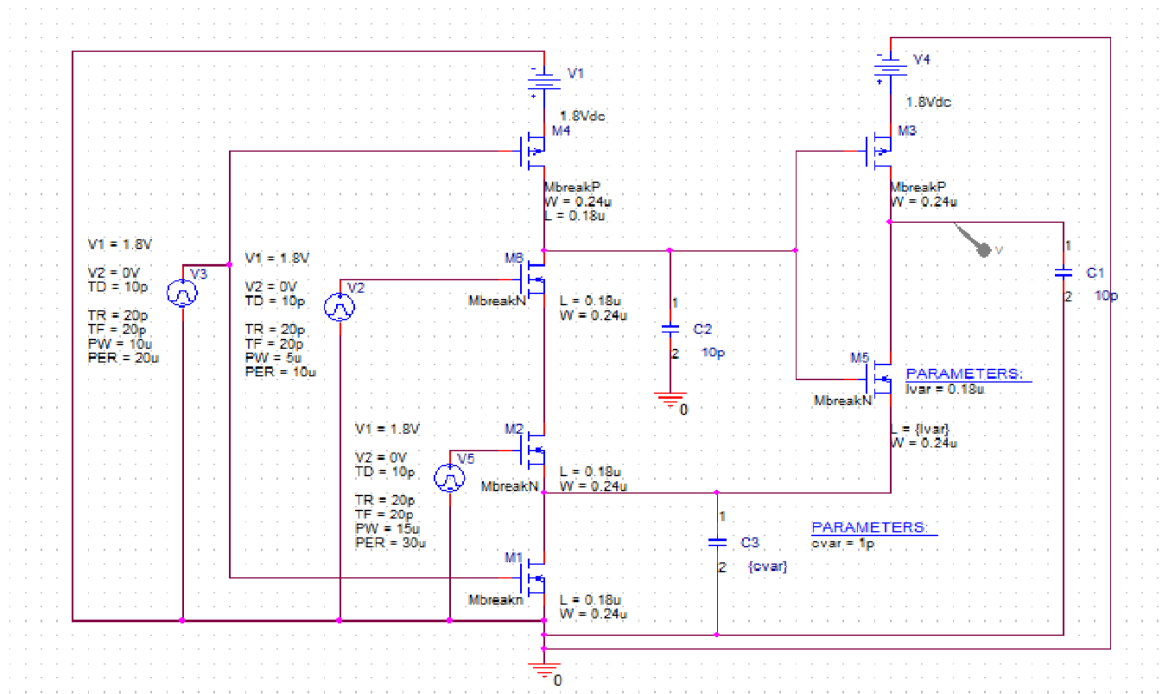 V1
1.8Vdc
M4
MbreakP
W = 0.24u
L = 0.18u
V4
1.8Vdc
M3
MbreakP
W = 0.24u
V
V1 = 1.8V
V2 = 0V
TD = 10p
TR = 20p
TF = 20p
PW = 10u
PER = 20u
V3
V1 = 1.8V
V2 = 0V
TD = 10p
TR = 20p
TF = 20p
PW = 5u
PER = 10u
V2
M6
MbreakN
L = 0.18u
W = 0.24u
1
C2
2
10p
0
1
C1
2
10p
M5
MbreakN
PARAMETERS:
lvar = 0.18u
L = {lvar}
W = 0.24u
V1 = 1.8V
V2 = 0V
TD = 10p
TR = 20p
TF = 20p
PW = 15u
PER = 30u
V5
M2
MbreakN
L = 0.18u
W = 0.24u
1
C3
2
{cvar}
PARAMETERS:
cvar = 1p
M1
Mbreakn
L = 0.18u
W = 0.24u
0